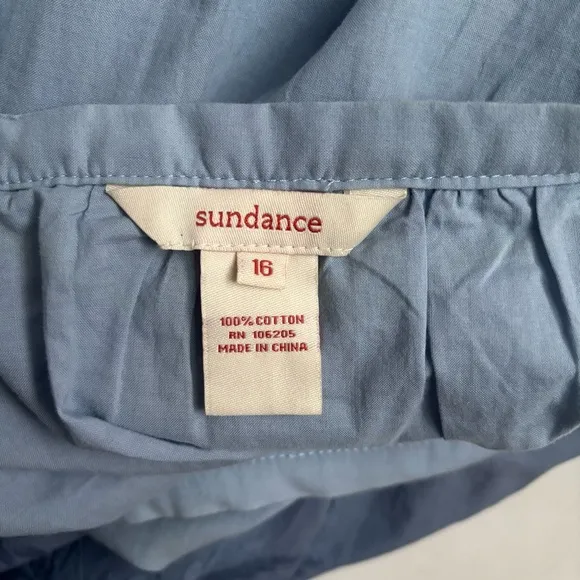 sundance
16
100% COTTON
RN 106205
MADE IN CHINA